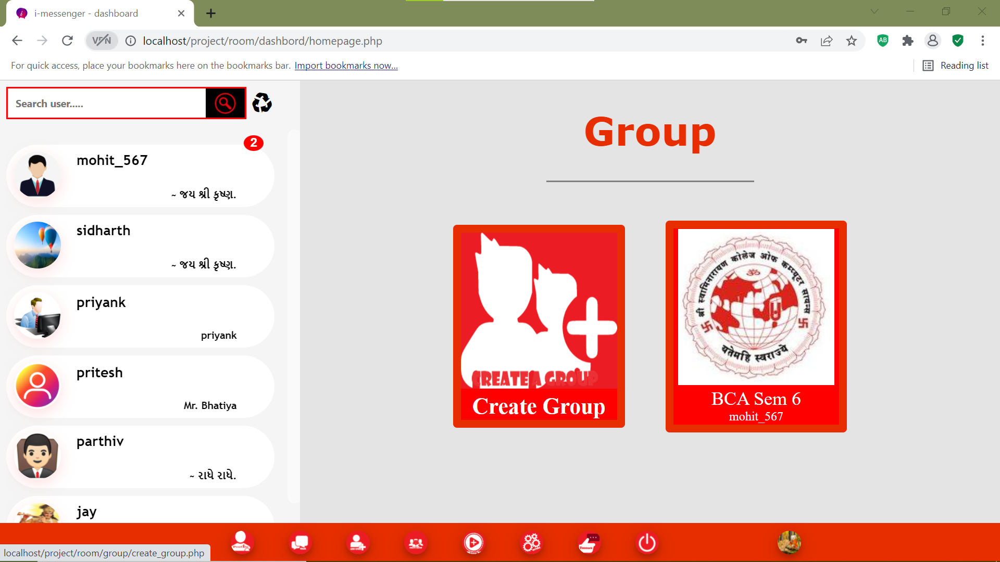 i-messenger - dashboard
VPN
localhost/project/room/dashbord/homepage.php
AB
For quick access, place your bookmarks here on the bookmarks bar. Import bookmarks now...
Reading list
Search user.....
2
mohit_567
~ જય શ્રી કૃષ્ણ.
sidharth
~ જય શ્રી કૃષ્ણ.
priyank
priyank
pritesh
Mr. Bhatiya
parthiv
~ રાધે રાધે.
jay
Group
CREATE A GROUP
Create Group
श्री स्वामिनारायण कोलेज ओफ कम्प्यूटर सायन्स
ॐ
यतेमहि स्वराज्ये
BCA Sem 6
mohit_567
localhost/project/room/group/create_group.php